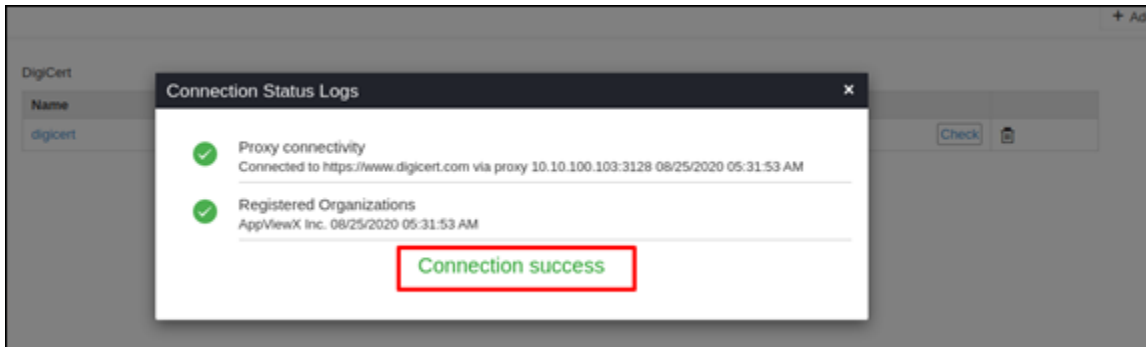 + Ad
DigiCert
Name
digicert
Check
Connection Status Logs
×
Proxy connectivity
Connected to https://www.digicert.com via proxy 10.10.100.103:3128 08/25/2020 05:31:53 AM
Registered Organizations
AppViewX Inc. 08/25/2020 05:31:53 AM
Connection success